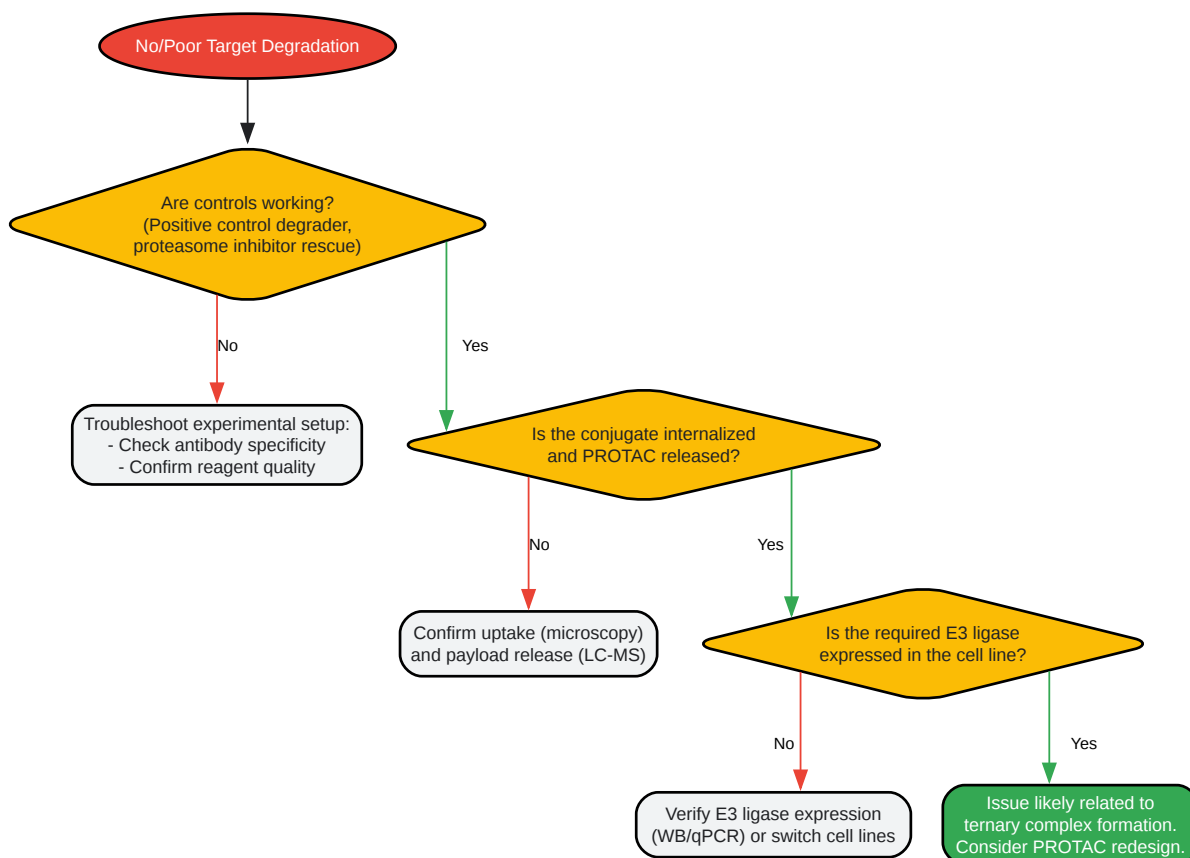 No/Poor Target Degradation
Are controls working?
(Positive control degrader,
proteasome inhibitor rescue)
No
Yes
Troubleshoot experimental setup:
- Check antibody specificity
- Confirm reagent quality
Is the conjugate internalized
and PROTAC released?
No
Yes
Confirm uptake (microscopy)
and payload release (LC-MS)
Is the required E3 ligase
expressed in the cell line?
No
Yes
Verify E3 ligase expression
(WB/qPCR) or switch cell lines
Issue likely related to
ternary complex formation.
Consider PROTAC redesign.